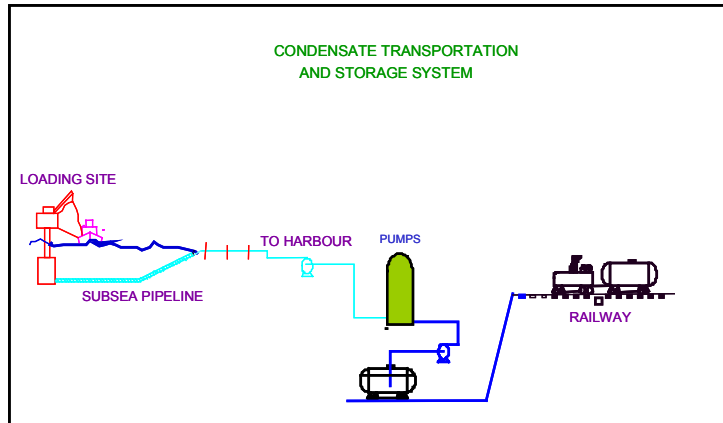 CONDENSATE TRANSPORTATION
AND STORAGE SYSTEM
LOADING SITE
TO HARBOUR
PUMPS
SUBSEA PIPELINE
RAILWAY